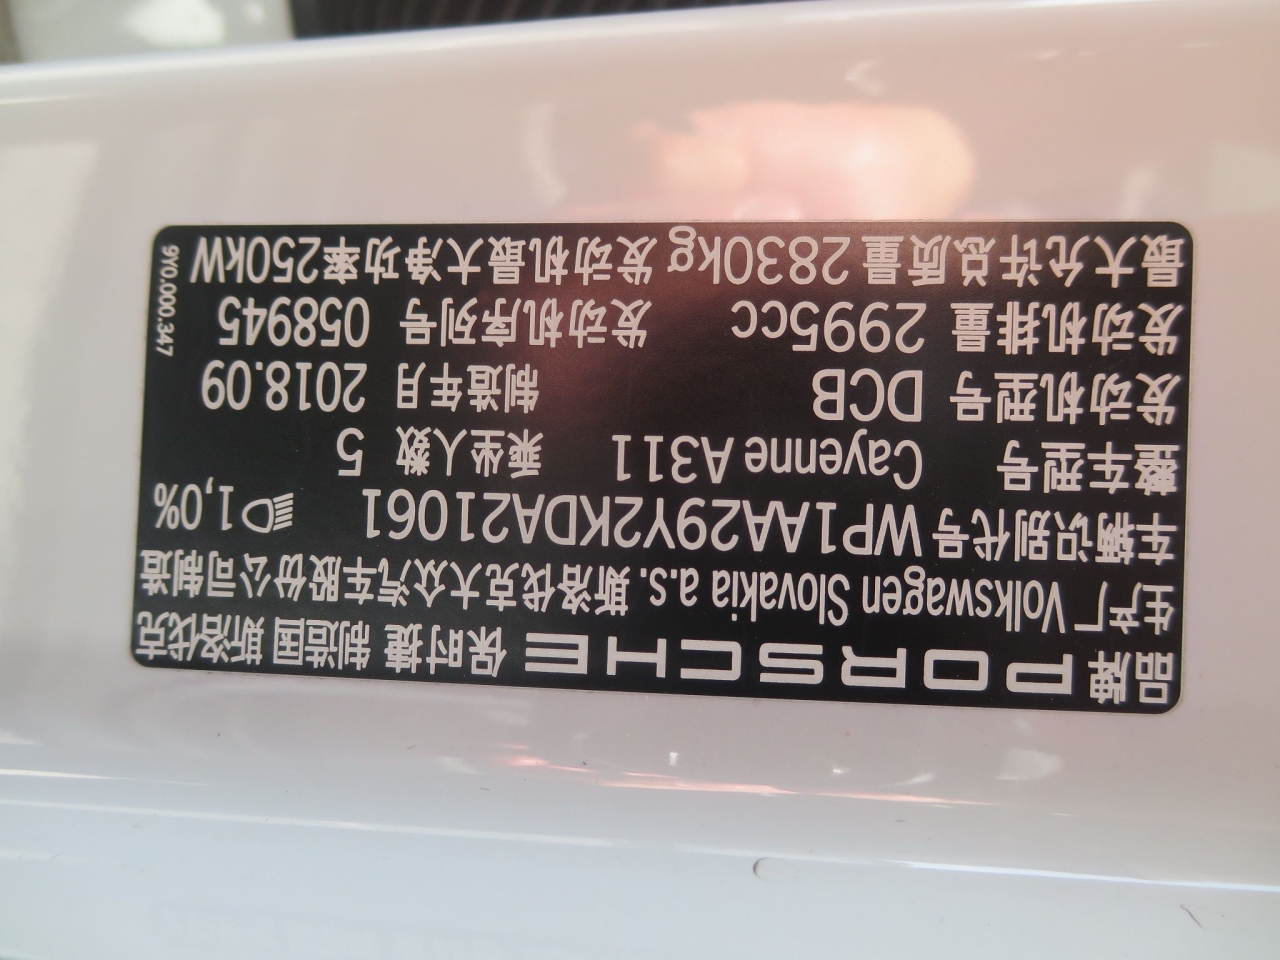 品牌 PORSCHE 保时捷 制造国 斯洛伐克
生产厂 Volkswagen Slovakia a.s. 斯洛伐克大众汽车股份公司制造
车辆识别代号 WP1AA29Y2KDA21061 1,0%
整车型号 Cayenne A311 乘坐人数 5
发动机型号 DCB 制造年月 2018.09
发动机排量 2995cc 发动机序列号 058945
最大允许总质量 2830kg 发动机最大净功率 250kW
9Y0.000.347